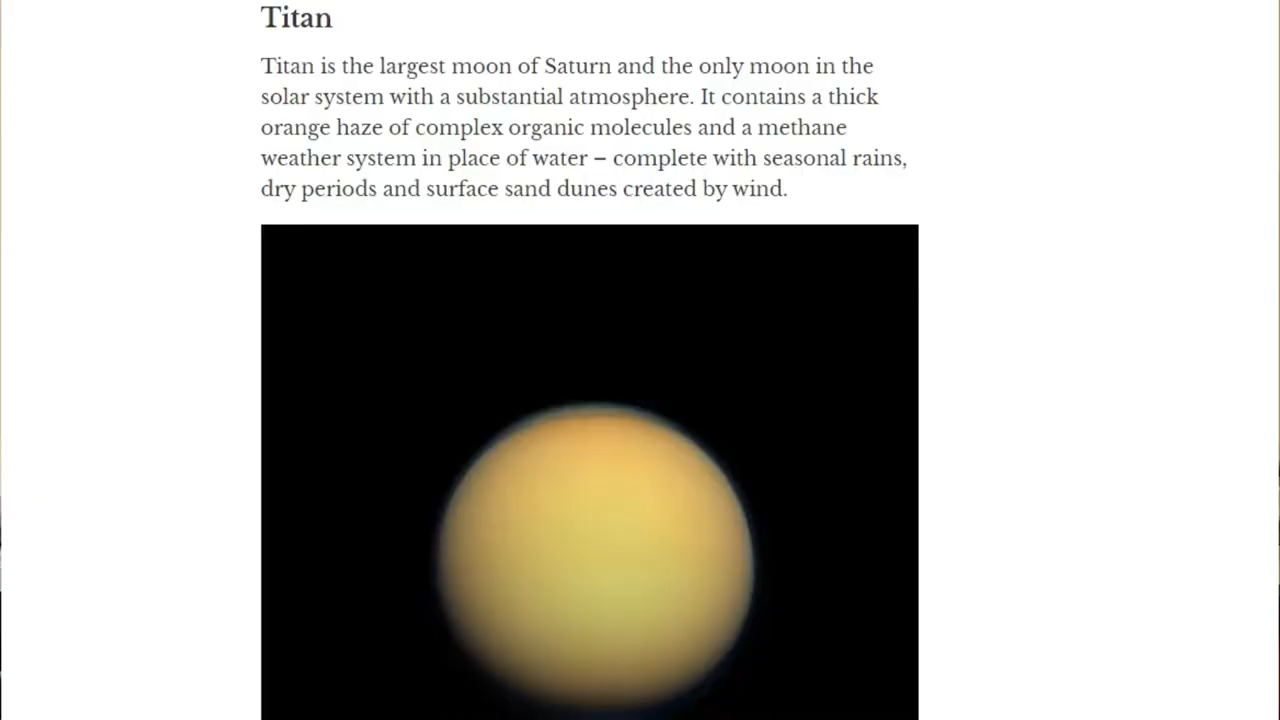 Titan
Titan is the largest moon of Saturn and the only moon in the
solar system with a substantial atmosphere. It contains a thick
orange haze of complex organic molecules and a methane
weather system in place of water – complete with seasonal rains,
dry periods and surface sand dunes created by wind.